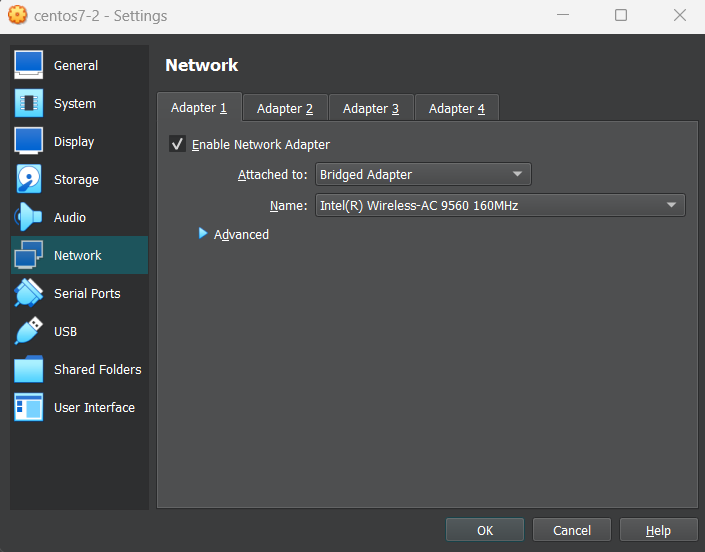 centos7-2 - Settings
General
System
Display
Storage
Audio
Network
Serial Ports
USB
Shared Folders
User Interface
Network
Adapter 1 Adapter 2 Adapter 3 Adapter 4
Enable Network Adapter
Attached to: Bridged Adapter
Name: Intel(R) Wireless-AC 9560 160MHz
Advanced
OK Cancel Help